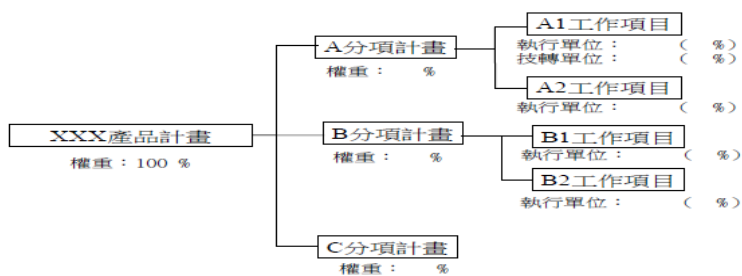 XXX產品計畫
權重：100 %
A分項計畫
權重：　　%
A1工作項目
執行單位：　　　(　%)
技轉單位：　　　(　%)
A2工作項目
執行單位：　　　(　%)
B分項計畫
權重：　　%
B1工作項目
執行單位：　　　(　%)
B2工作項目
執行單位：　　　(　%)
C分項計畫
權重：　　%